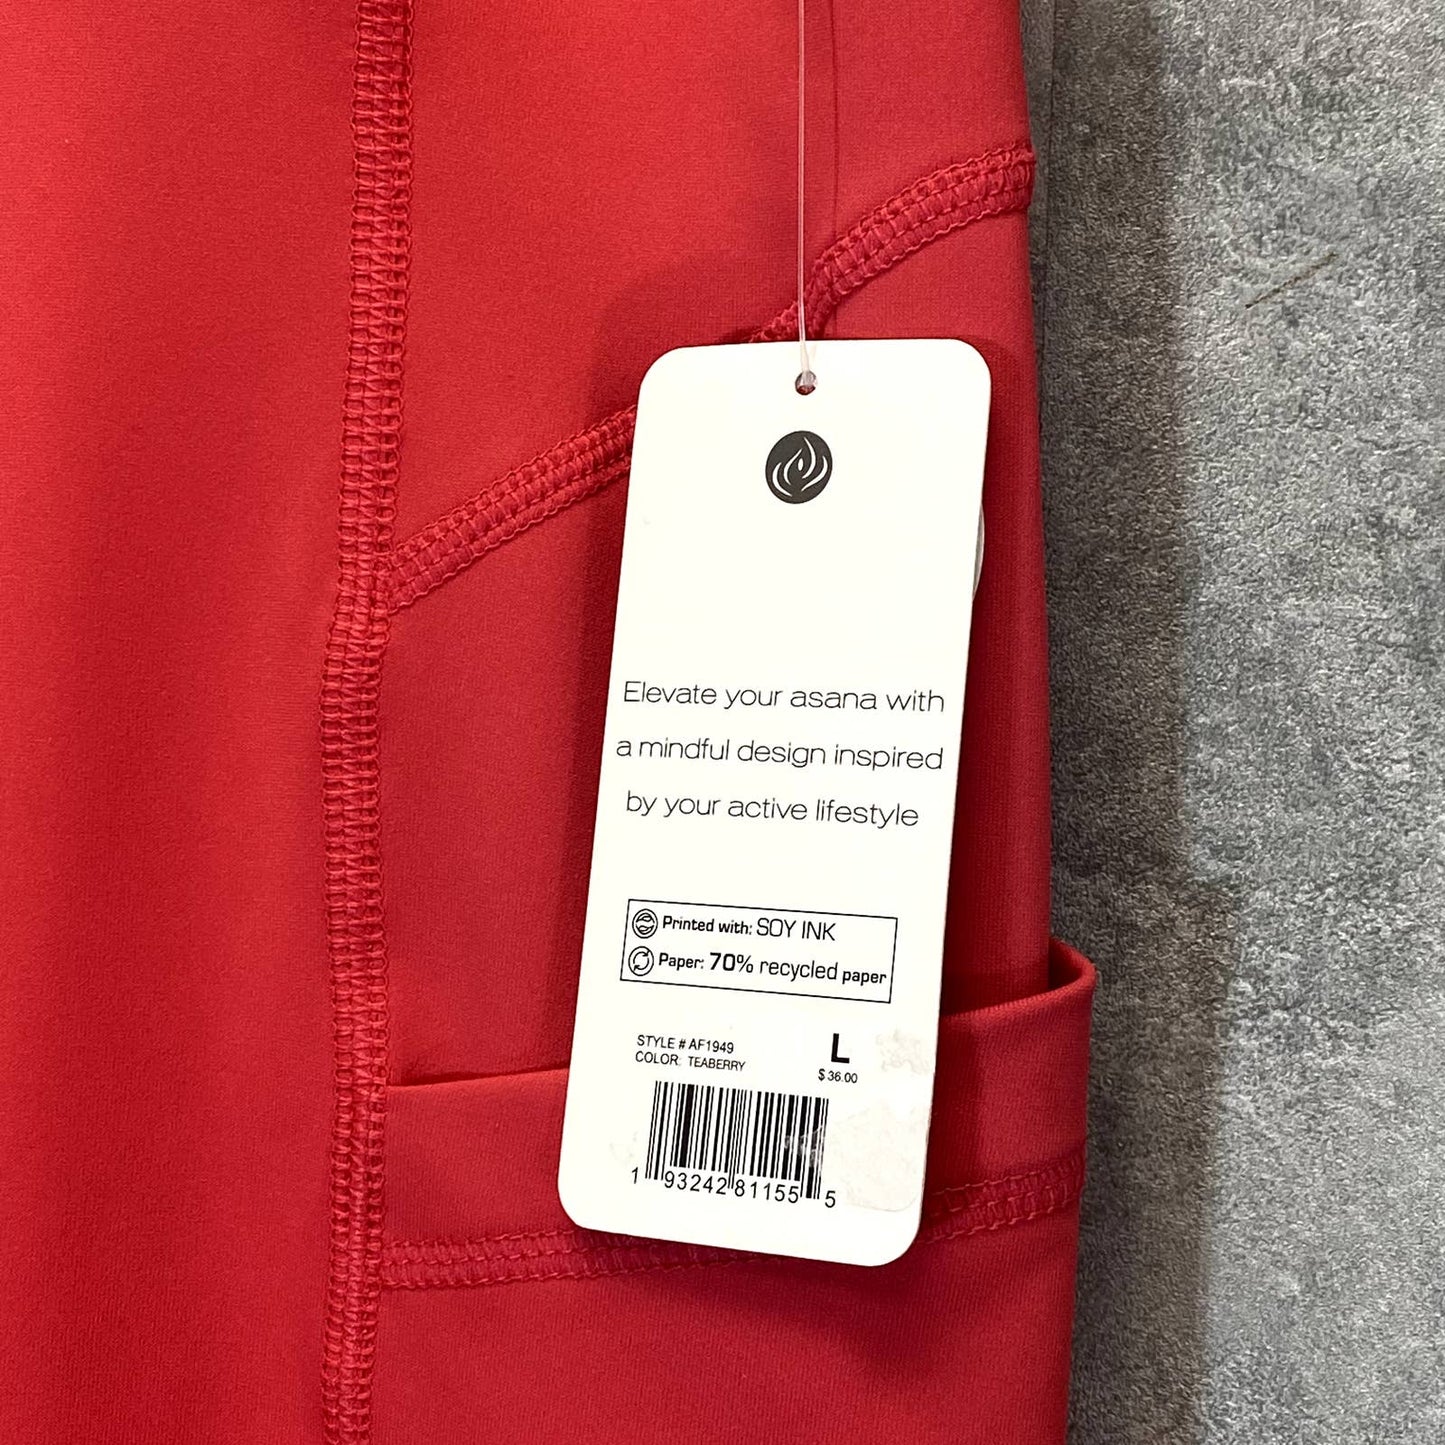 Elevate your asana with
a mindful design inspired
by your active lifestyle
Printed with: SOY INK
Paper: 70% recycled paper
STYLE # AF1949
COLOR: TEABERRY
L
$ 36.00
1 93242 81155 5